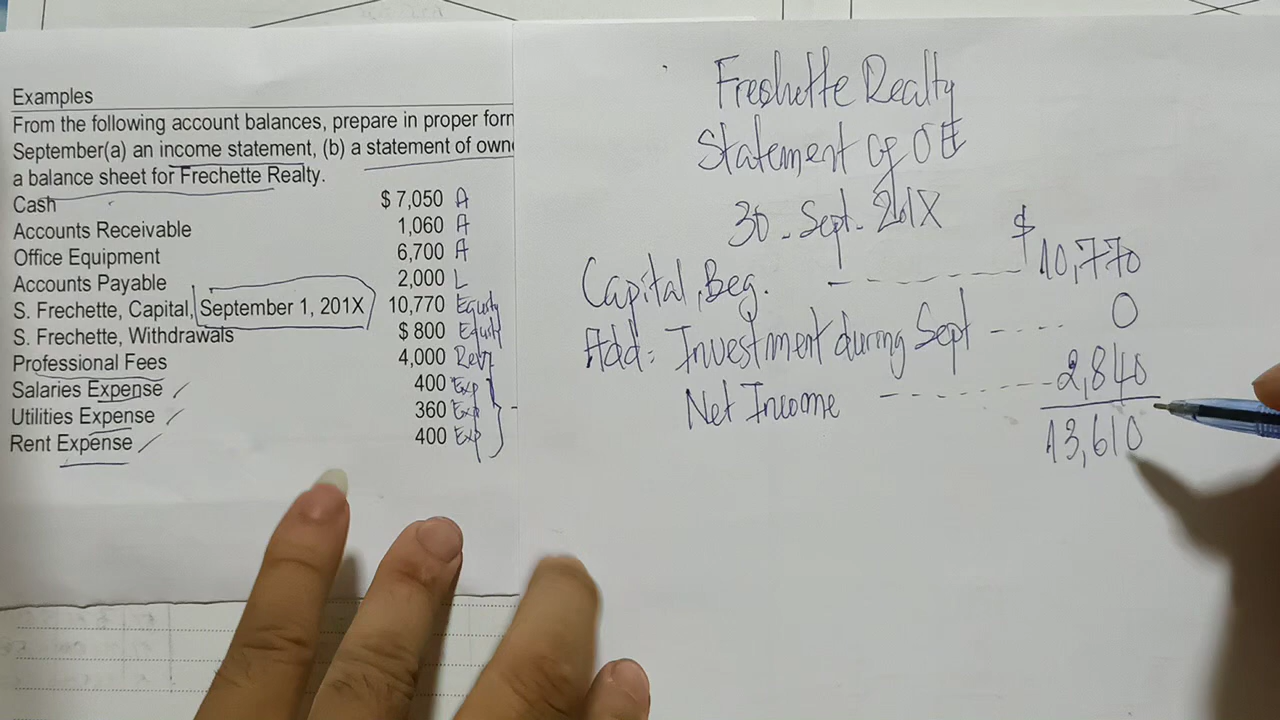 Examples
From the following account balances, prepare in proper form
September(a) an income statement, (b) a statement of own
a balance sheet for Frechette Realty.
Cash $ 7,050 A
Accounts Receivable 1,060 A
Office Equipment 6,700 A
Accounts Payable 2,000 L
S. Frechette, Capital, September 1, 201X 10,770 Equity
S. Frechette, Withdrawals $ 800 Equity
Professional Fees 4,000 Rev
Salaries Expense 400 Exp
Utilities Expense 360 Exp
Rent Expense 400 Exp
Freshette Realty
Statement of OE
30 - Sept - 201X
Capital, Beg. $ 10,770
Add: Investment during Sept 0
Net Income 2,840
13,610